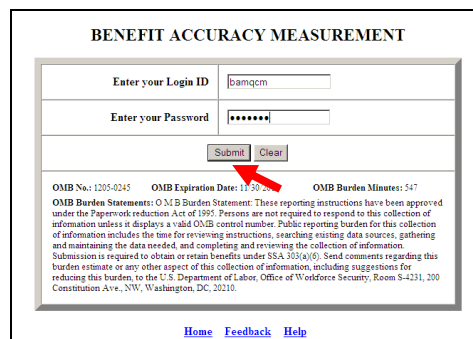 BENEFIT ACCURACY MEASUREMENT
Enter your Login ID bamqcm
Enter your Password •••••••
Submit Clear
OMB No.: 1205-0245 OMB Expiration Date: 11/30/ OMB Burden Minutes: 547
OMB Burden Statements: O M B Burden Statement: These reporting instructions have been approved
under the Paperwork reduction Act of 1995. Persons are not required to respond to this collection of
information unless it displays a valid OMB control number. Public reporting burden for this collection
of information includes the time for reviewing instructions, searching existing data sources, gathering
and maintaining the data needed, and completing and reviewing the collection of information.
Submission is required to obtain or retain benefits under SSA 303(a)(6). Send comments regarding this
burden estimate or any other aspect of this collection of information, including suggestions for
reducing this burden, to the U.S. Department of Labor, Office of Workforce Security, Room S-4231, 200
Constitution Ave., NW, Washington, DC, 20210.
Home Feedback Help